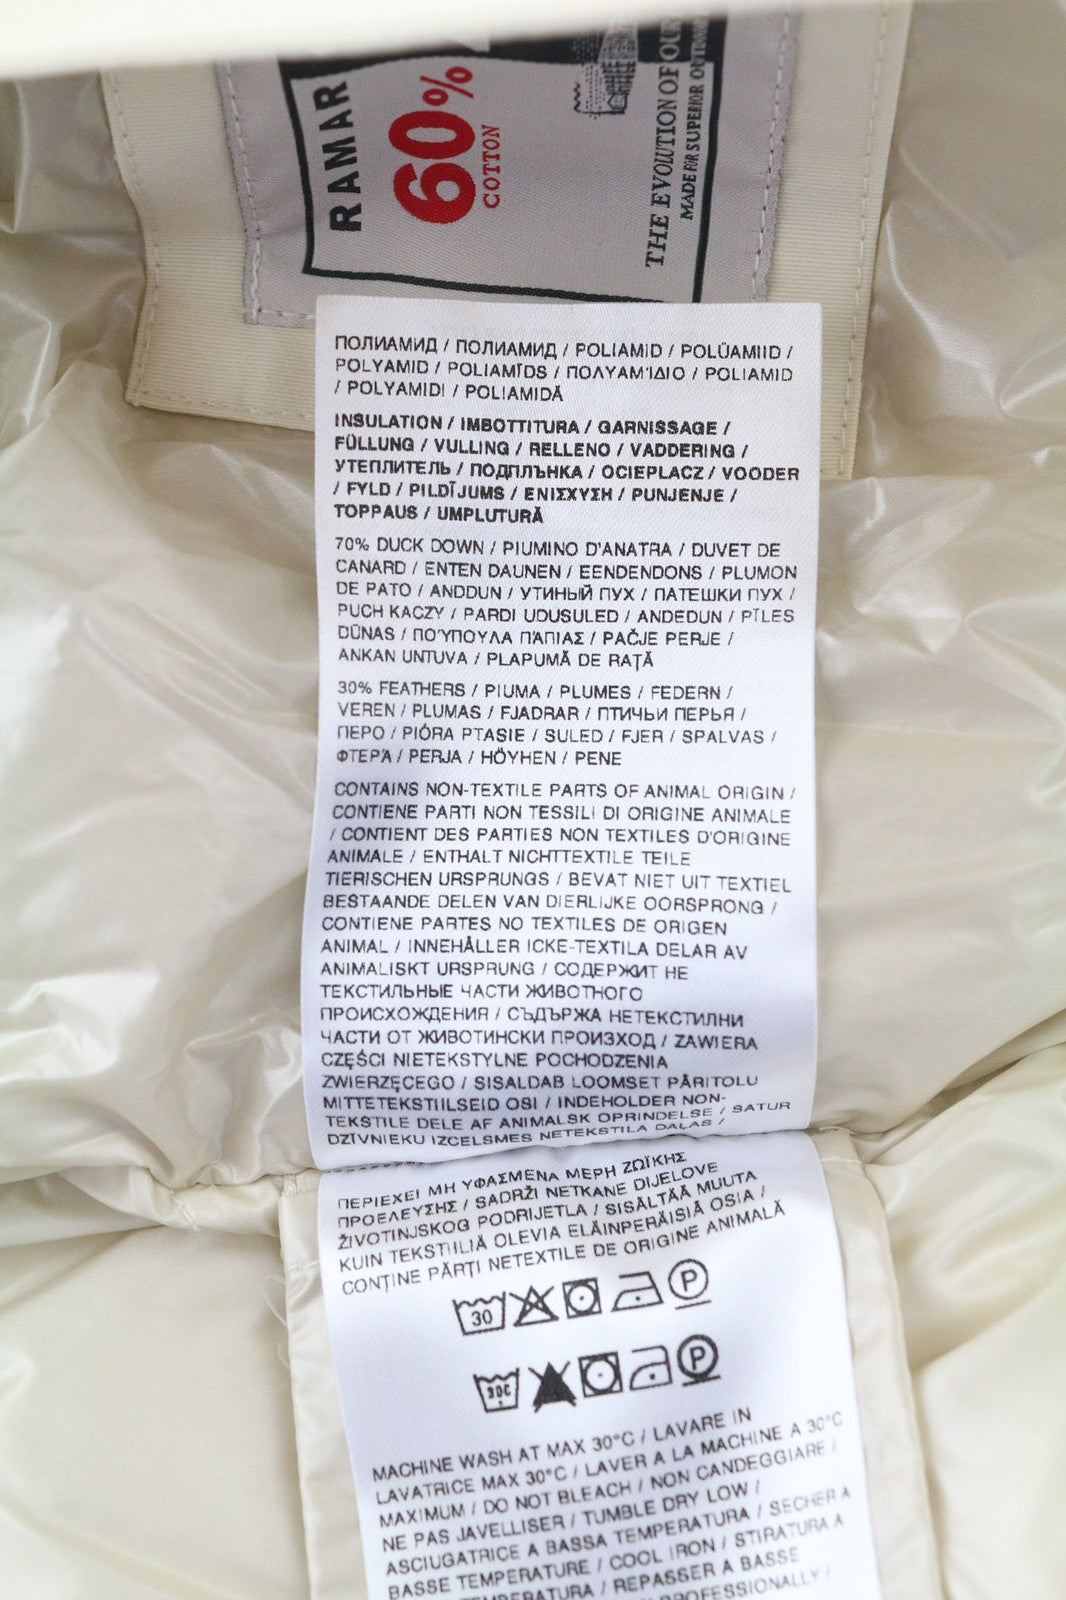 RAMAR
60%
COTTON
THE EVOLUTION OF OUR
MADE FOR SUPERIOR OUTDOOR
ПОЛИАМИД / ПОЛИАМИД / POLIAMID / POLÜAMIID /
POLYAMID / POLIAMĪDS / ΠΟΛΥΑΜΊΔΙΟ / POLIAMID
/ POLYAMIDI / POLIAMIDĂ
INSULATION / IMBOTTITURA / GARNISSAGE /
FÜLLUNG / VULLING / RELLENO / VADDERING /
УТЕПЛИТЕЛЬ / ПОДПЛЪНКА / OCIEPLACZ / VOODER
/ FYLD / PILDĪJUMS / ΕΝΙΣΧΥΣΗ / PUNJENJE /
TOPPAUS / UMPLUTURĂ
70% DUCK DOWN / PIUMINO D'ANATRA / DUVET DE
CANARD / ENTEN DAUNEN / EENDENDONS / PLUMON
DE PATO / ANDDUN / УТИНЫЙ ПУХ / ПАТЕШКИ ПУХ /
PUCH KACZY / PARDI UDUSULED / ANDEDUN / PĪLES
DŪNAS / ΠΟΎΠΟΥΛΑ ΠΆΠΙΑΣ / PAČJE PERJE /
ANKAN UNTUVA / PLAPUMĂ DE RAȚĂ
30% FEATHERS / PIUMA / PLUMES / FEDERN /
VEREN / PLUMAS / FJADRAR / ПТИЧЬИ ПЕРЬЯ /
ПЕРО / PIÓRA PTASIE / SULED / FJER / SPALVAS /
ΦΤΕΡΆ / PERJA / HÖYHEN / PENE
CONTAINS NON-TEXTILE PARTS OF ANIMAL ORIGIN /
CONTIENE PARTI NON TESSILI DI ORIGINE ANIMALE
/ CONTIENT DES PARTIES NON TEXTILES D'ORIGINE
ANIMALE / ENTHALT NICHTTEXTILE TEILE
TIERISCHEN URSPRUNGS / BEVAT NIET UIT TEXTIEL
BESTAANDE DELEN VAN DIERLIJKE OORSPRONG /
CONTIENE PARTES NO TEXTILES DE ORIGEN
ANIMAL / INNEHÅLLER ICKE-TEXTILA DELAR AV
ANIMALISKT URSPRUNG / СОДЕРЖИТ НЕ
ТЕКСТИЛЬНЫЕ ЧАСТИ ЖИВОТНОГО
ПРОИСХОЖДЕНИЯ / СЪДЪРЖА НЕТЕКСТИЛНИ
ЧАСТИ ОТ ЖИВОТИНСКИ ПРОИЗХОД / ZAWIERA
CZĘŚCI NIETEKSTYLNE POCHODZENIA
ZWIERZĘCEGO / SISALDAB LOOMSET PÄRITOLU
MITTETEKSTIILSEID OSI / INDEHOLDER NON-
TEKSTILE DELE AF ANIMALSK OPRINDELSE / SATUR
DZĪVNIEKU IZCELSMES NETEKSTILA DAĻAS /
ΠΕΡΙΕΧΕΙ ΜΗ ΥΦΑΣΜΕΝΑ ΜΕΡΗ ΖΩΪΚΗΣ
ΠΡΟΕΛΕΥΣΗΣ / SADRŽI NETKANE DIJELOVE
ŽIVOTINJSKOG PODRIJETLA / SISÄLTÄÄ MUUTA
KUIN TEKSTIILIÄ OLEVIA ELÄINPERÄISIÄ OSIA /
CONȚINE PĂRȚI NETEXTILE DE ORIGINE ANIMALĂ
30 P
30C P
MACHINE WASH AT MAX 30°C / LAVARE IN
LAVATRICE MAX 30°C / LAVER A LA MACHINE A 30°C
MAXIMUM / DO NOT BLEACH / NON CANDEGGIARE /
NE PAS JAVELLISER / TUMBLE DRY LOW /
ASCIUGATRICE A BASSA TEMPERATURA / SECHER A
BASSE TEMPERATURE / COOL IRON / STIRATURA A
TEMPERATURA / REPASSER A BASSE
PROFESSIONALLY /